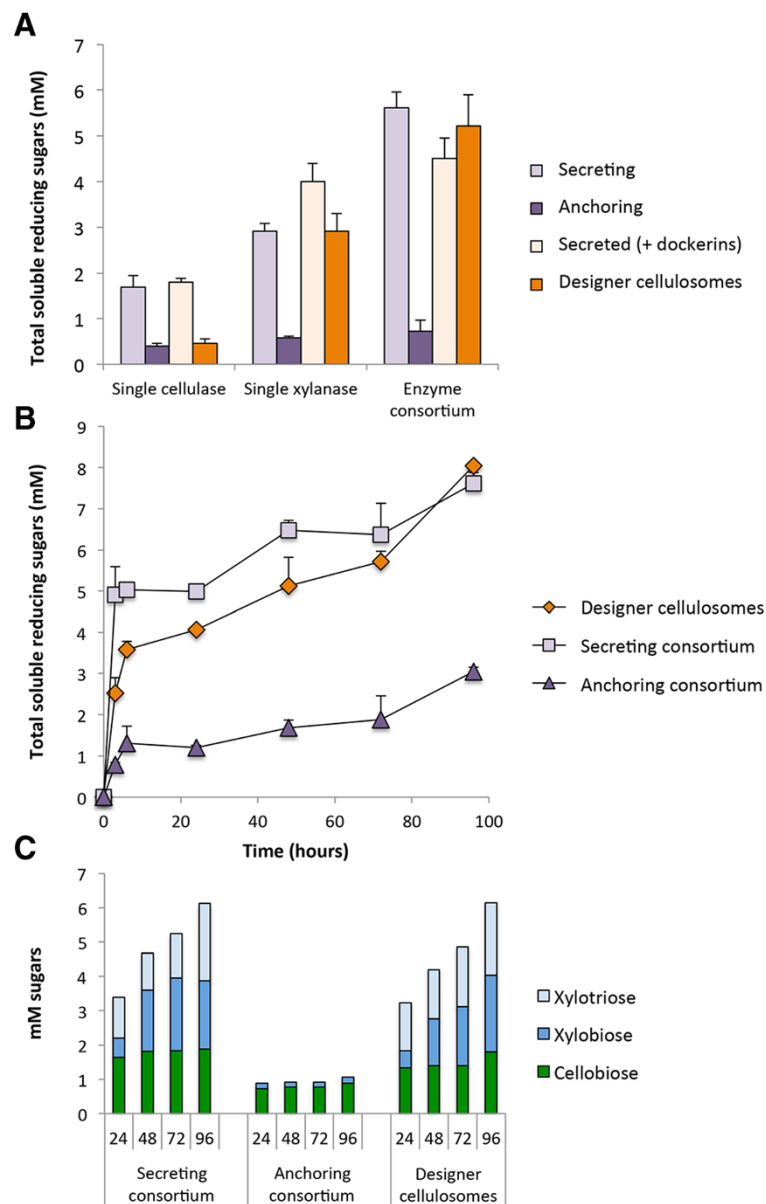 A
Total soluble reducing sugars (mM)
7
6
5
4
3
2
1
0
Single cellulase
Single xylanase
Enzyme
consortium
Secreting
Anchoring
Secreted (+ dockerins)
Designer cellulosomes
B
Total soluble reducing sugars (mM)
9
8
7
6
5
4
3
2
1
0
0 20 40 60 80 100
Time (hours)
Designer cellulosomes
Secreting consortium
Anchoring consortium
C
mM sugars
7
6
5
4
3
2
1
0
24 48 72 96 24 48 72 96 24 48 72 96
Secreting
consortium
Anchoring
consortium
Designer
cellulosomes
Xylotriose
Xylobiose
Cellobiose